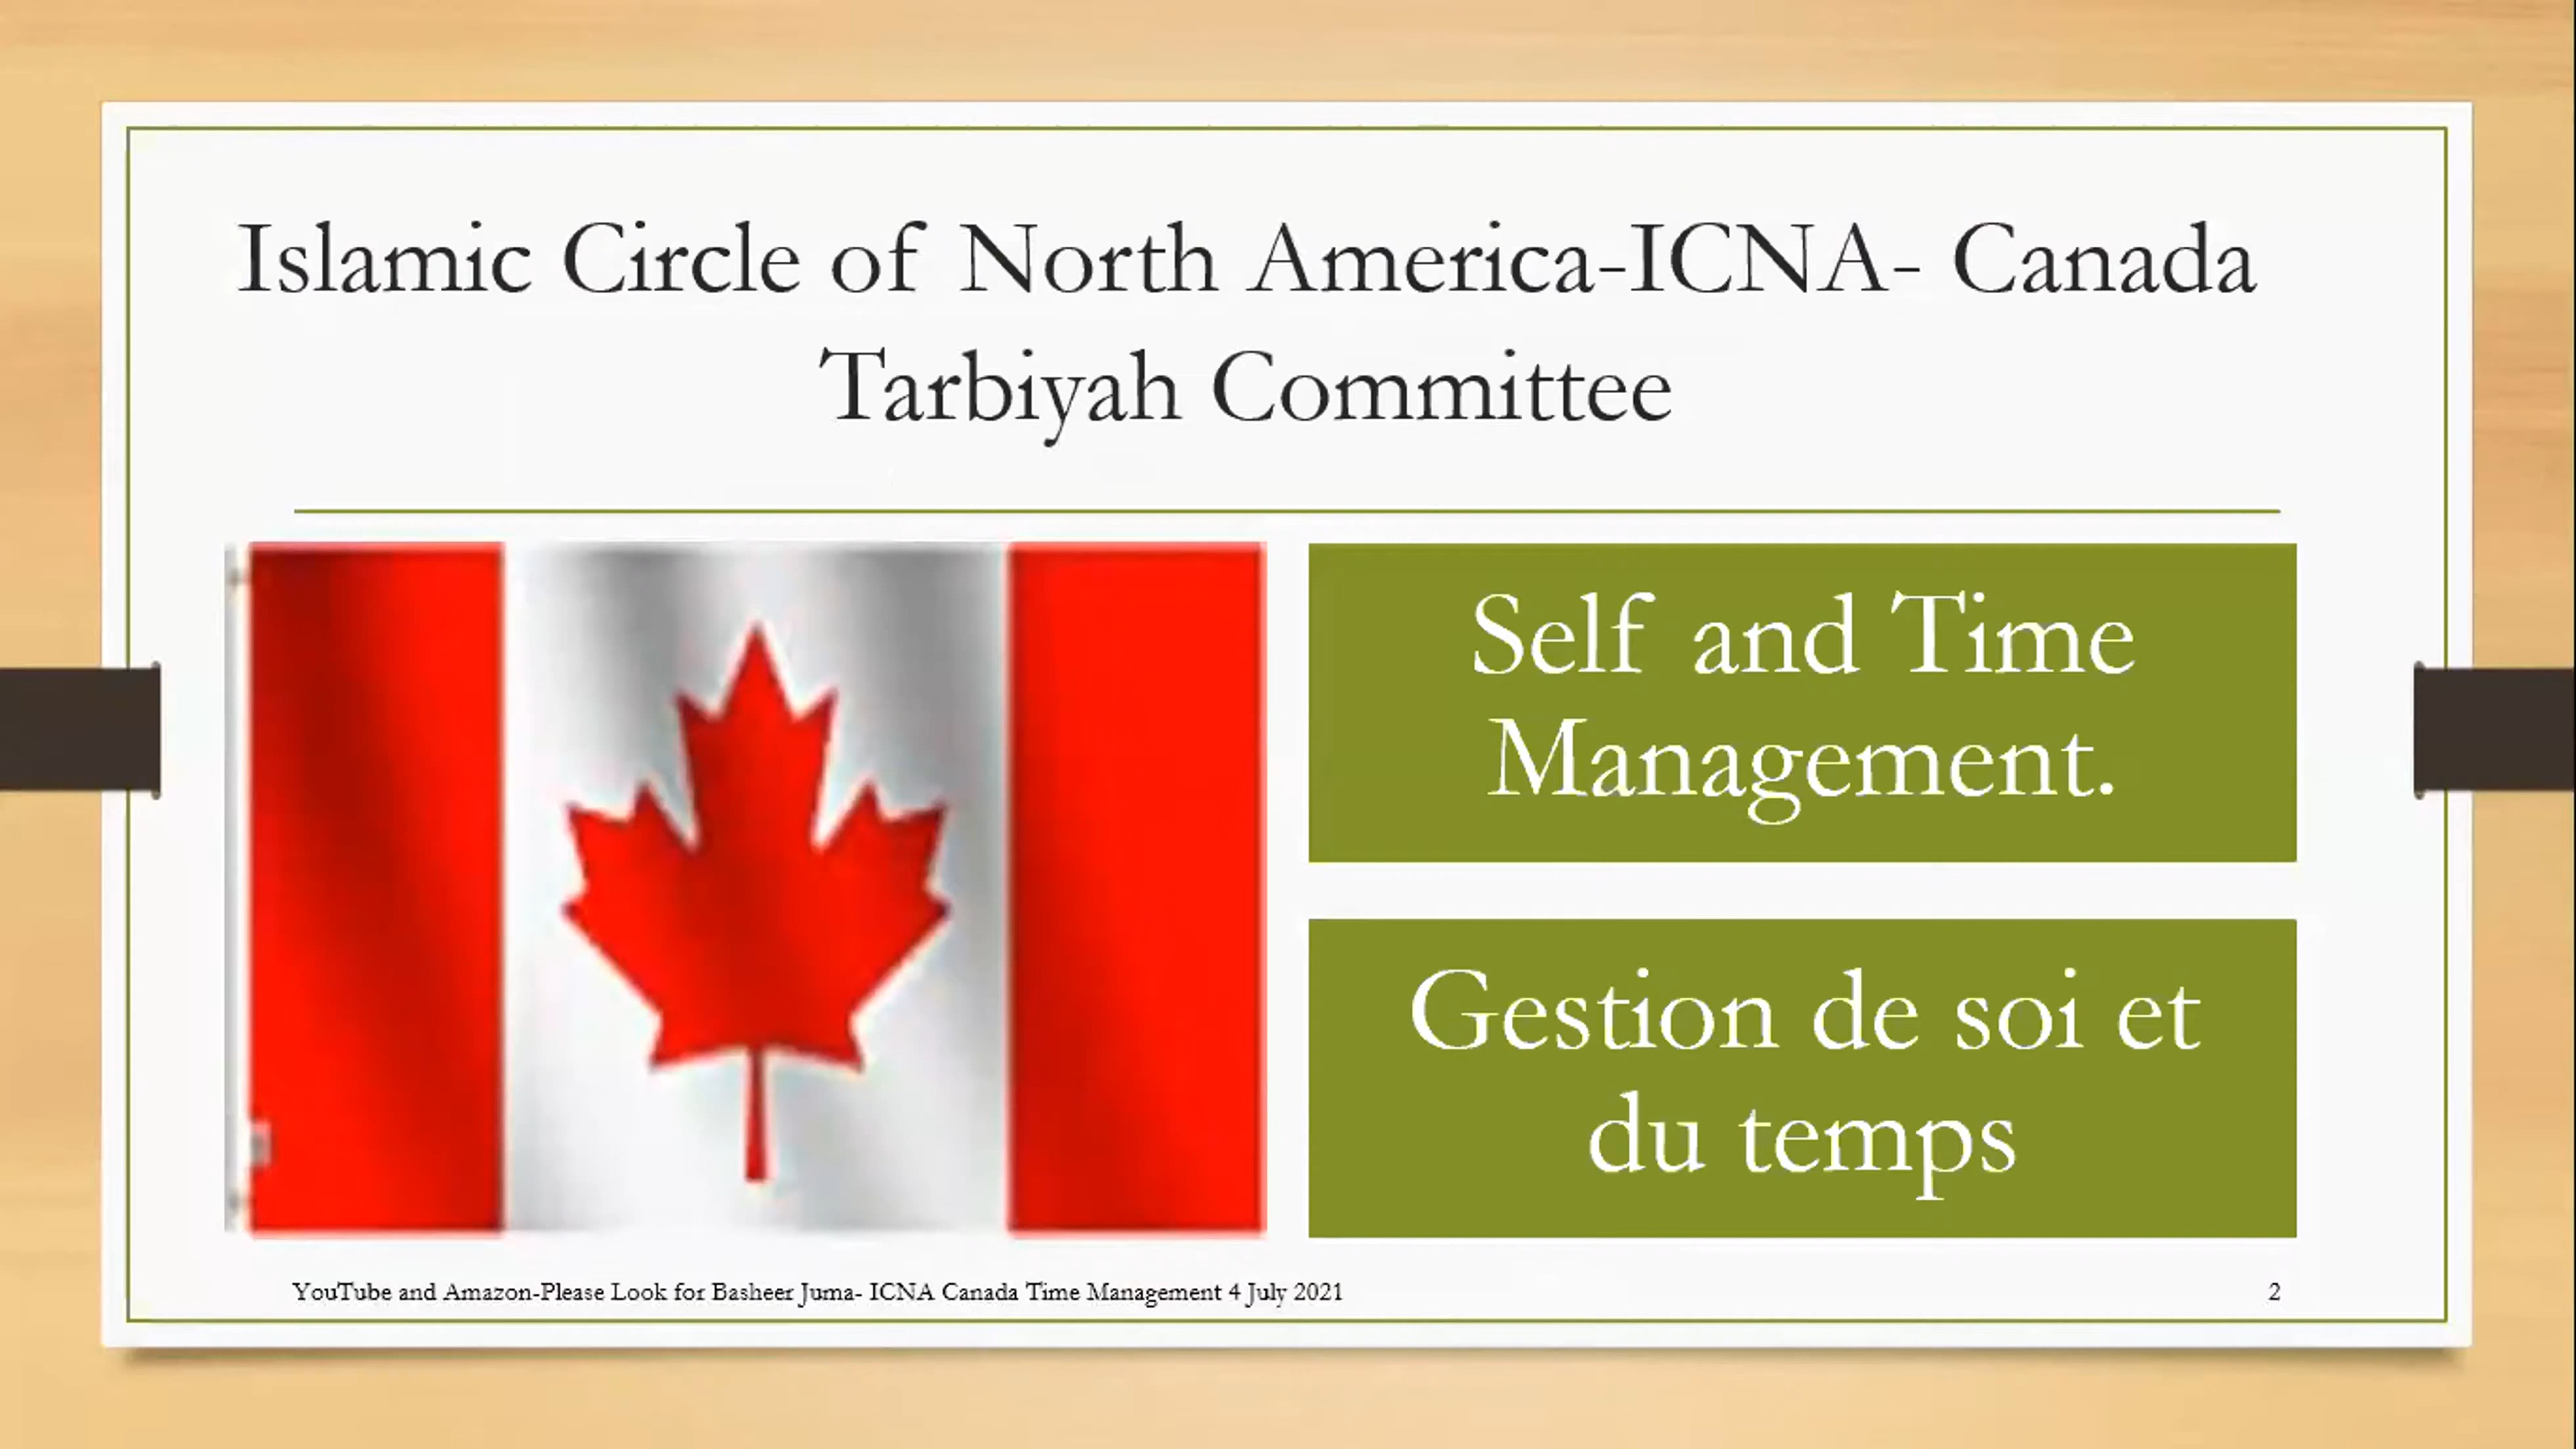 Islamic Circle of North America-ICNA- Canada
Tarbiyah Committee
Self and Time
Management.
Gestion de soi et
du temps
YouTube and Amazon-Please Look for Basheer Juma- ICNA Canada Time Management 4 July 2021
2